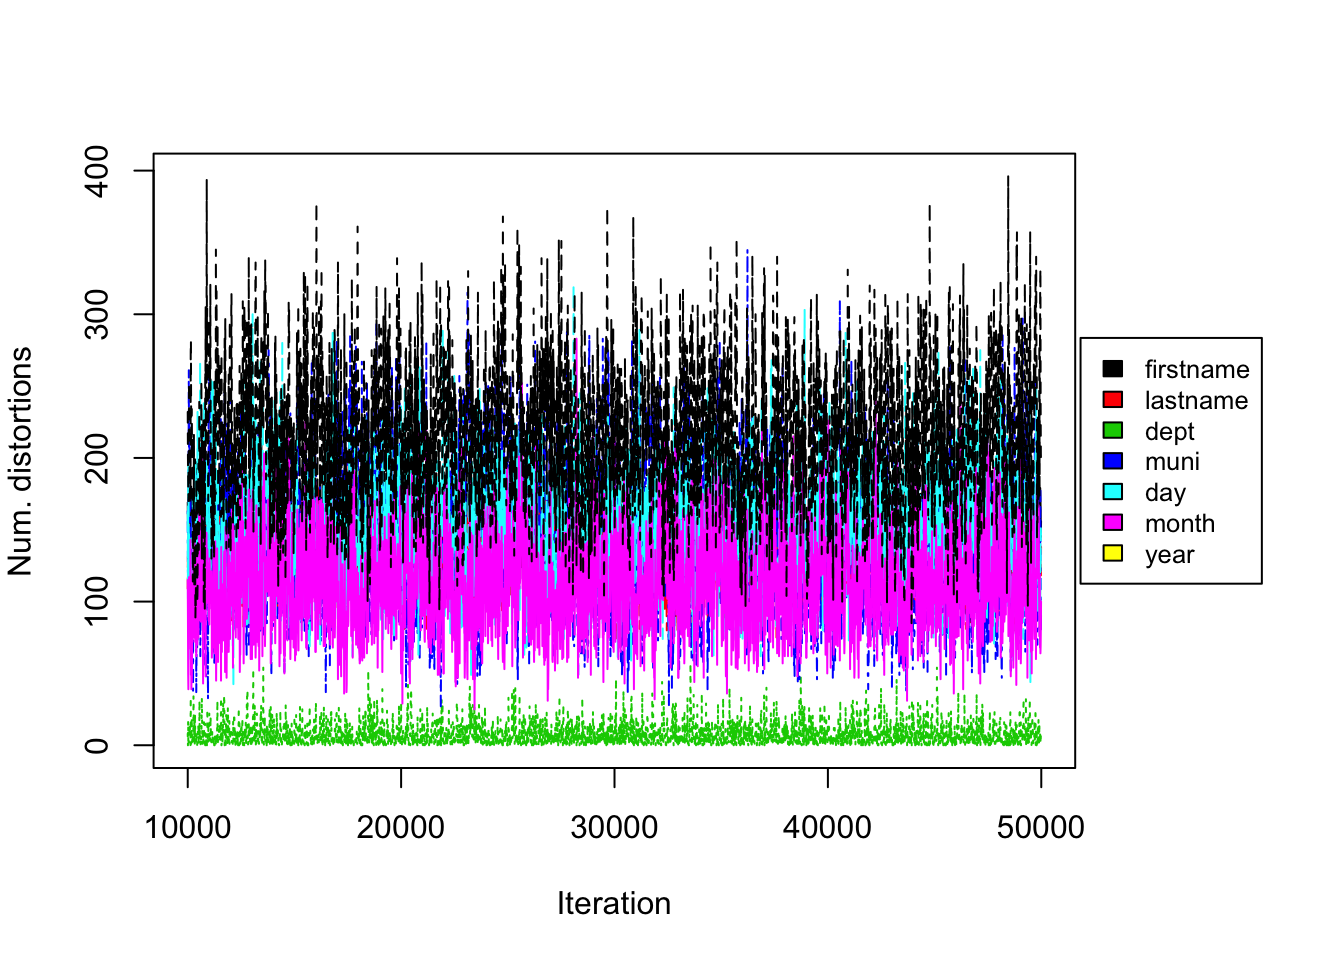 400
300
200
100
0
Num. distortions
10000 20000 30000 40000 50000
Iteration
firstname
lastname
dept
muni
day
month
year